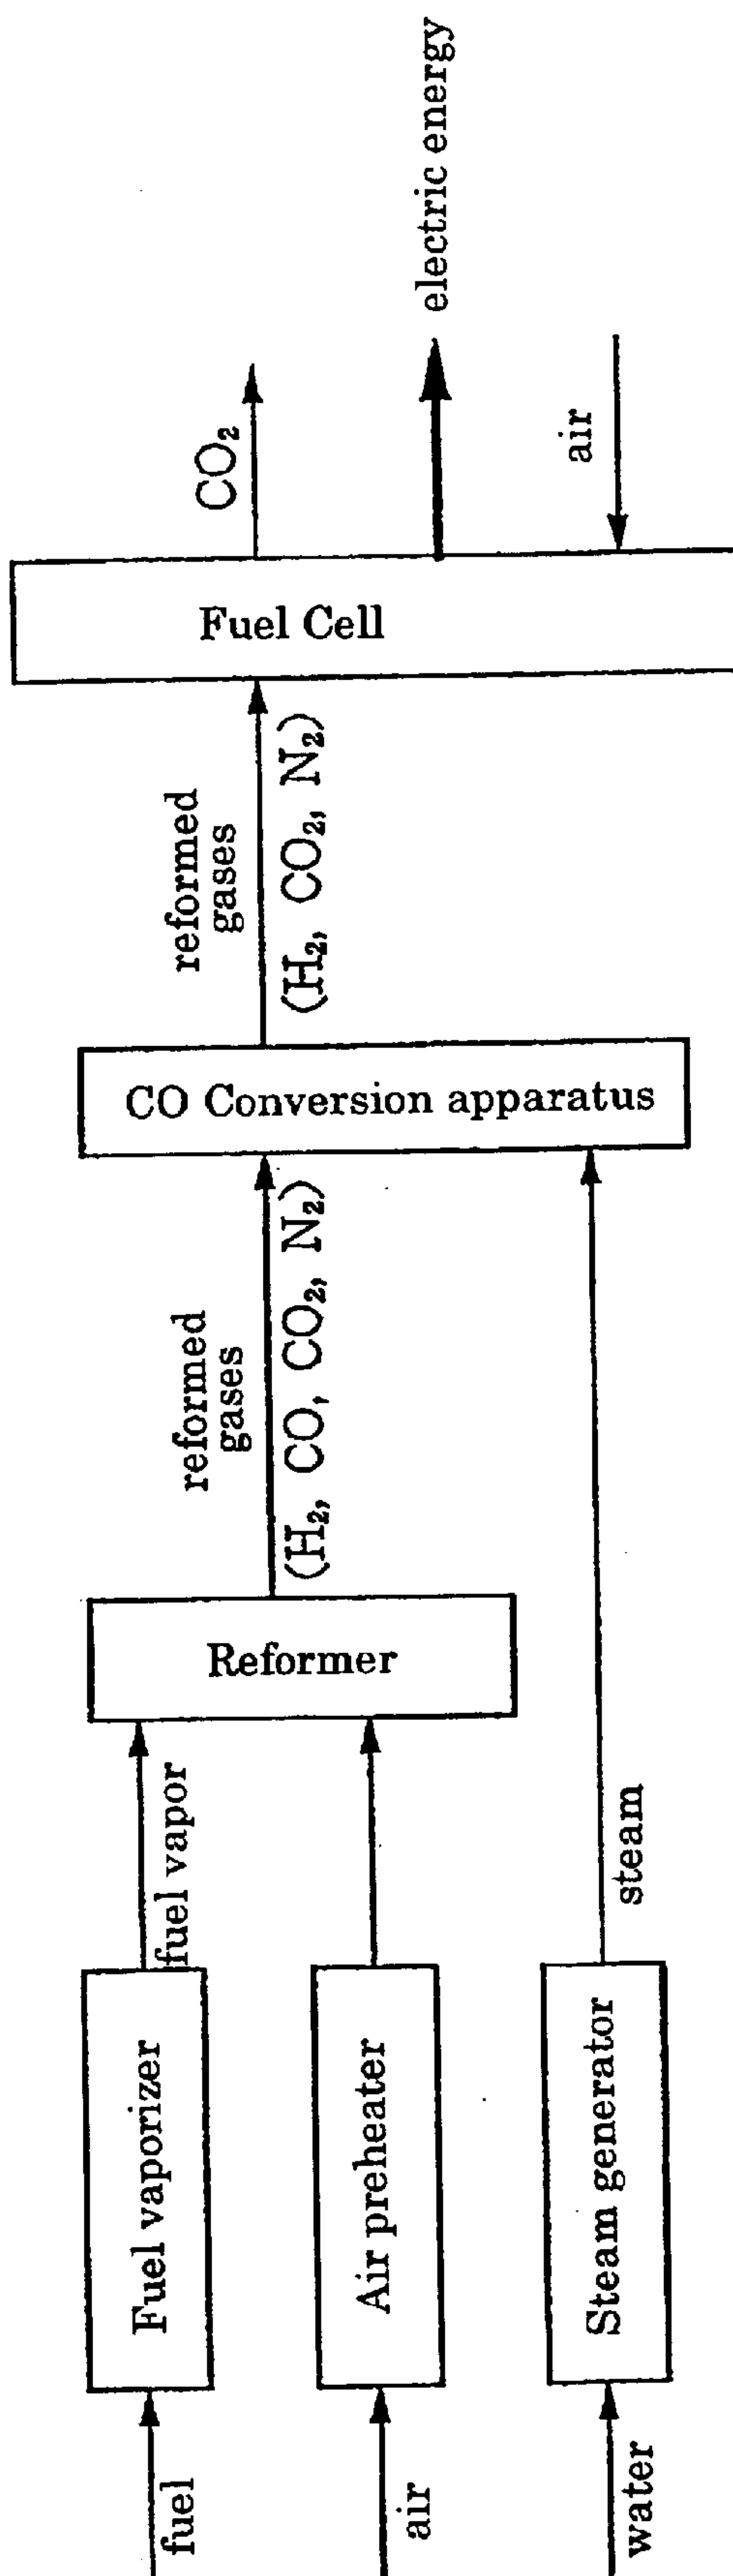 fuel
Fuel vaporizer
fuel vapor
air
Air preheater
water
Steam generator
steam
Reformer
reformed
gases
(H₂, CO, CO₂, N₂)
CO Conversion apparatus
reformed
gases
(H₂, CO₂, N₂)
Fuel Cell
CO₂
electric energy
air